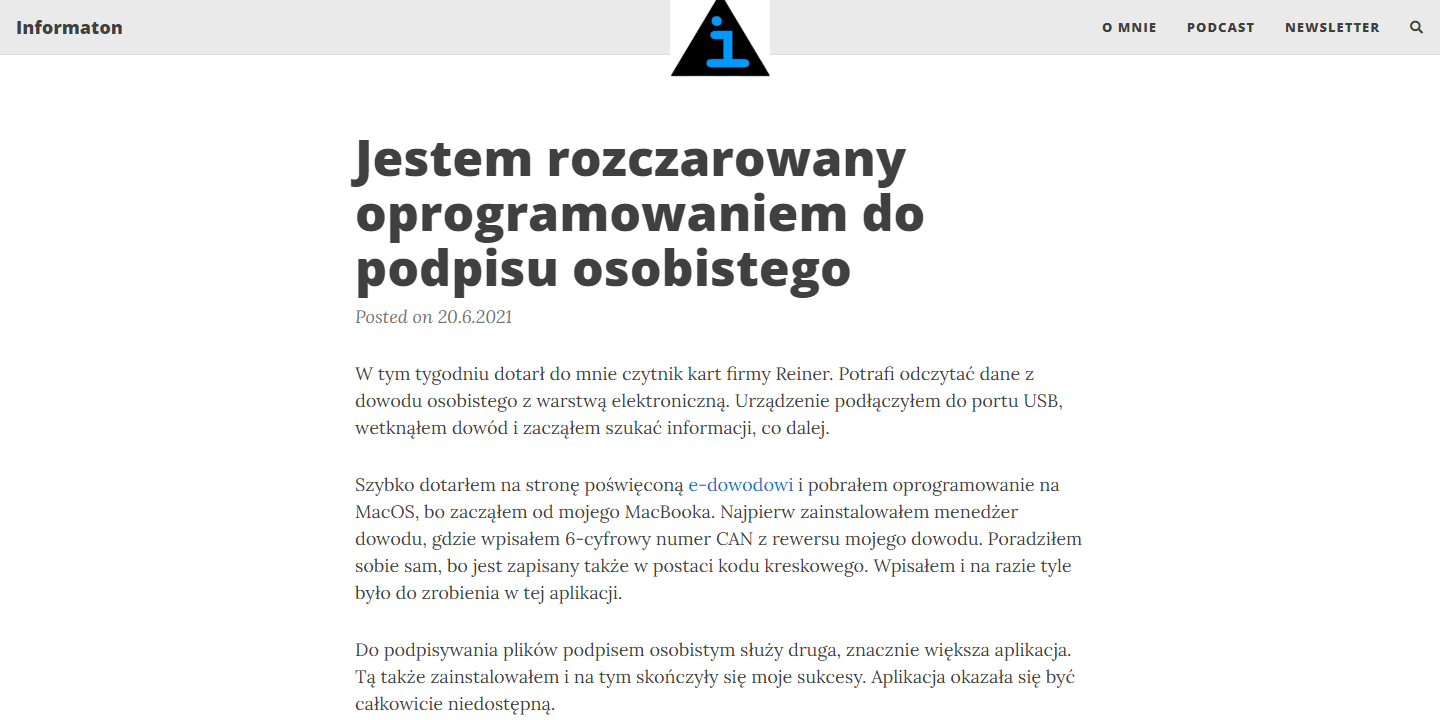 Informaton
i
O MNIE
PODCAST
NEWSLETTER
Jestem rozczarowany
oprogramowaniem do
podpisu osobistego
Posted on 20.6.2021
W tym tygodniu dotarł do mnie czytnik kart firmy Reiner. Potrafi odczytać dane z
dowodu osobistego z warstwą elektroniczną. Urządzenie podłączyłem do portu USB,
wetknąłem dowód i zacząłem szukać informacji, co dalej.
Szybko dotarłem na stronę poświęconą e-dowodowi i pobrałem oprogramowanie na
MacOS, bo zacząłem od mojego MacBooka. Najpierw zainstalowałem menedżer
dowodu, gdzie wpisałem 6-cyfrowy numer CAN z rewersu mojego dowodu. Poradziłem
sobie sam, bo jest zapisany także w postaci kodu kreskowego. Wpisałem i na razie tyle
było do zrobienia w tej aplikacji.
Do podpisywania plików podpisem osobistym służy druga, znacznie większa aplikacja.
Tą także zainstalowałem i na tym skończyły się moje sukcesy. Aplikacja okazała się być
całkowicie niedostępną.